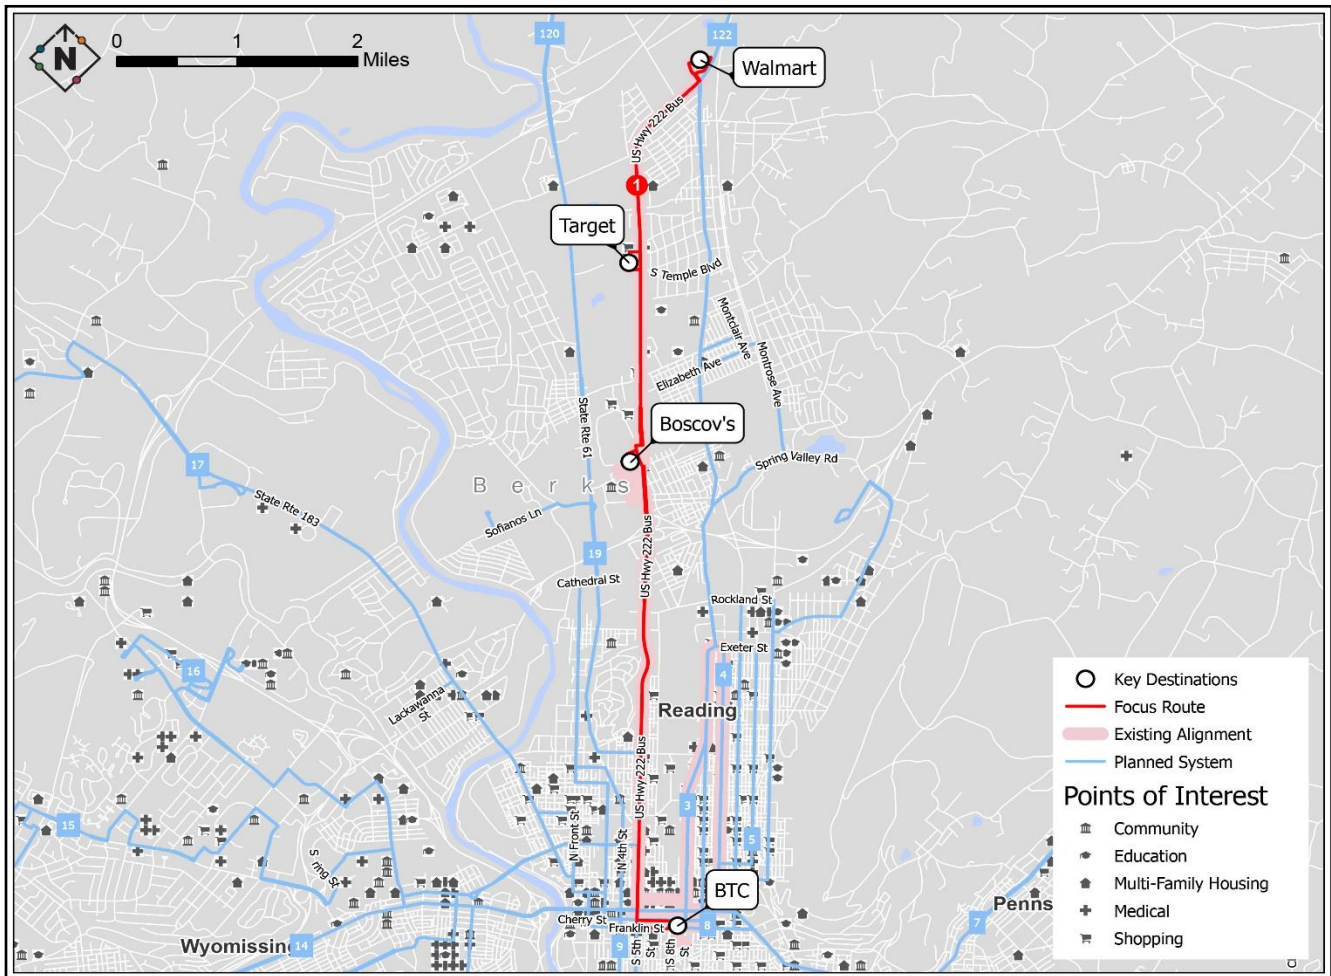 N
0 1 2
Miles
120
122
Walmart
US Hwy 222 Bus
1
Target
S Temple Blvd
Montclair Ave
Montrose Ave
Elizabeth Ave
State Rte 61
Boscov's
Spring Valley Rd
17
Berks
State Rte 183
Sofianos Ln
19
US Hwy 222 Bus
Cathedral St
Rockland St
Exeter St
16
4
Lackawanna
St
Reading
US Hwy 222 Bus
3
15
5
N Front St
N 4th St
S ring St
BTC
Cherry St
Franklin St
8
Wyomissing
14
9
S 5th
St
S 8th
St
Penns
7
Key Destinations
Focus Route
Existing Alignment
Planned System
Points of Interest
Community
Education
Multi-Family Housing
Medical
Shopping